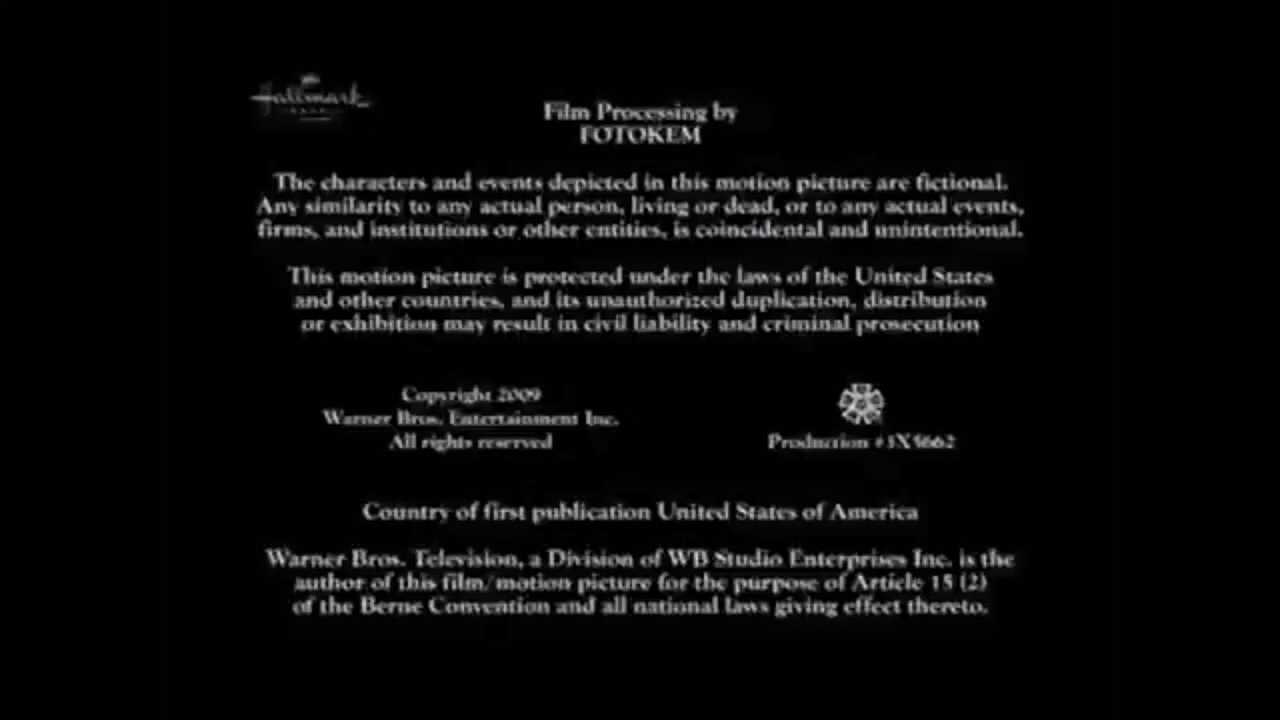 Hallmark
Film Processing by
FOTOKEM
The characters and events depicted in this motion picture are fictional.
Any similarity to any actual person, living or dead, or to any actual events,
firms, and institutions or other entities, is coincidental and unintentional.
This motion picture is protected under the laws of the United States
and other countries, and its unauthorized duplication, distribution
or exhibition may result in civil liability and criminal prosecution
Copyright 2009
Warner Bros. Entertainment Inc.
All rights reserved
Production
Country of first publication United States of America
Warner Bros. Television, a Division of WB Studio Enterprises Inc. is the
author of this film/motion picture for the purpose of Article 15 (2)
of the Berne Convention and all national laws giving effect thereto.